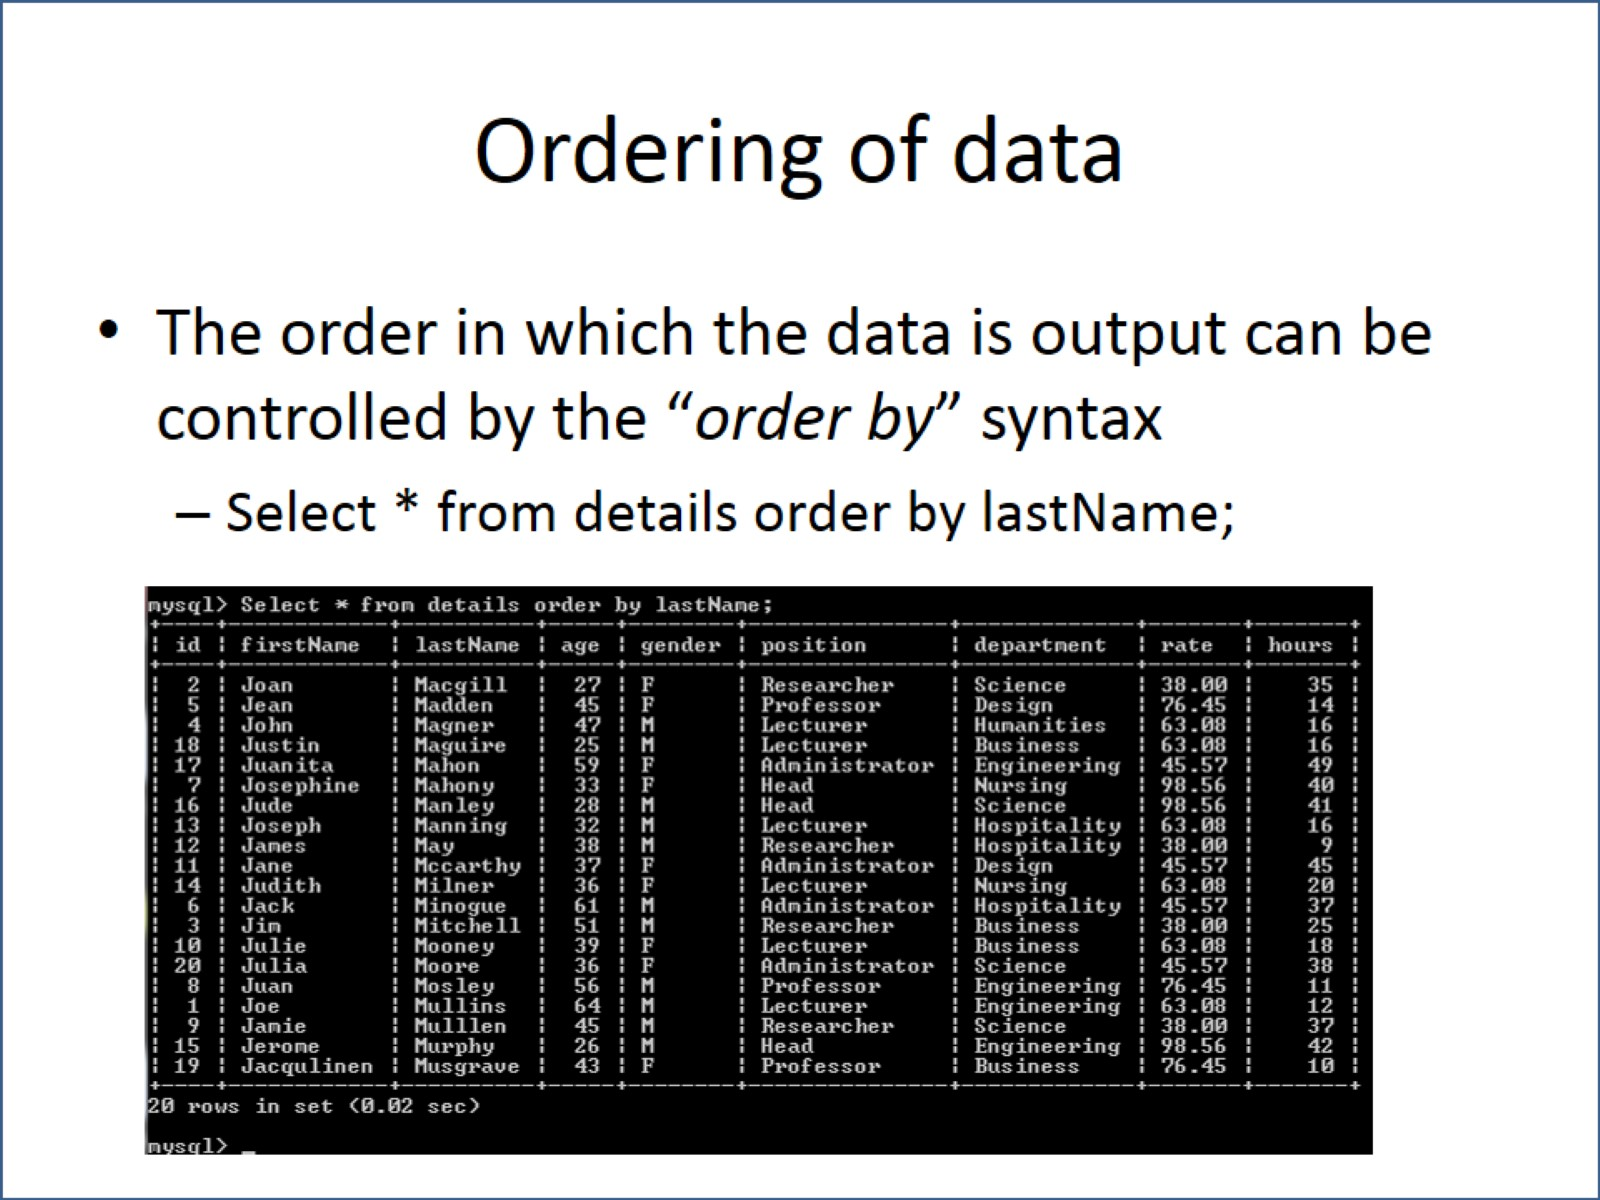 Ordering of data
• The order in which the data is output can be
controlled by the “order by” syntax
– Select * from details order by lastName;
mysql> Select * from details order by lastName;
+----+------------+----------+-----+--------+---------------+-------------+-------+-------+
| id | firstName | lastName | age | gender | position | department | rate | hours |
+----+------------+----------+-----+--------+---------------+-------------+-------+-------+
| 2 | Joan | Macgill | 27 | F | Researcher | Science | 38.00 | 35 |
| 5 | Jean | Madden | 45 | F | Professor | Design | 76.45 | 14 |
| 4 | John | Magner | 47 | M | Lecturer | Humanities | 63.08 | 16 |
| 18 | Justin | Maguire | 25 | M | Lecturer | Business | 63.08 | 16 |
| 17 | Juanita | Mahon | 59 | F | Administrator | Engineering | 45.57 | 49 |
| 7 | Josephine | Mahony | 33 | F | Head | Nursing | 98.56 | 40 |
| 16 | Jude | Manley | 28 | M | Head | Science | 98.56 | 41 |
| 13 | Joseph | Manning | 32 | M | Lecturer | Hospitality | 63.08 | 16 |
| 12 | James | May | 38 | M | Researcher | Hospitality | 38.00 | 9 |
| 11 | Jane | Mccarthy | 37 | F | Administrator | Design | 45.57 | 45 |
| 14 | Judith | Milner | 36 | F | Lecturer | Nursing | 63.08 | 20 |
| 6 | Jack | Minogue | 61 | M | Administrator | Hospitality | 45.57 | 37 |
| 3 | Jim | Mitchell | 51 | M | Researcher | Business | 38.00 | 25 |
| 10 | Julie | Mooney | 39 | F | Lecturer | Business | 63.08 | 18 |
| 20 | Julia | Moore | 36 | F | Administrator | Science | 45.57 | 38 |
| 8 | Juan | Mosley | 56 | M | Professor | Engineering | 76.45 | 11 |
| 1 | Joe | Mullins | 64 | M | Lecturer | Engineering | 63.08 | 12 |
| 9 | Jamie | Mulllen | 45 | M | Researcher | Science | 38.00 | 37 |
| 15 | Jerome | Murphy | 26 | M | Head | Engineering | 98.56 | 42 |
| 19 | Jacqulinen | Musgrave | 43 | F | Professor | Business | 76.45 | 10 |
+----+------------+----------+-----+--------+---------------+-------------+-------+-------+
20 rows in set (0.02 sec)
mysql> _